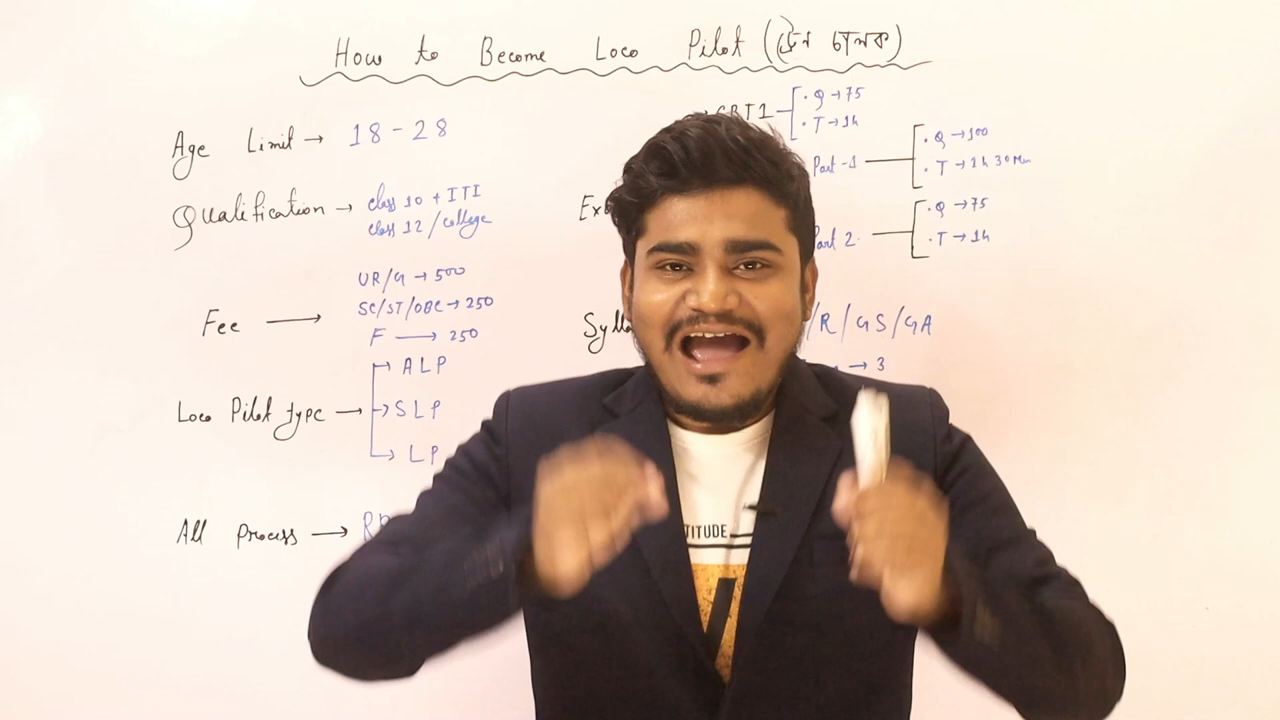 How to Become Loco Pilot (ট্রেন চালক)
Age Limit → 18-28
Qualification → class 10 + ITI
class 12 / College
Fee → UR/G → 500
SC/ST/OBC → 250
F → 250
Loco Pilot type → ALP
→ SLP
→ LP
All Process →
CBT1
· Q → 75
· T → 1h
Part-1
· Q → 100
· T → 1h 30 Min
Part 2
· Q → 75
· T → 1h
/R/GS/GA
→ 3
TITUDE